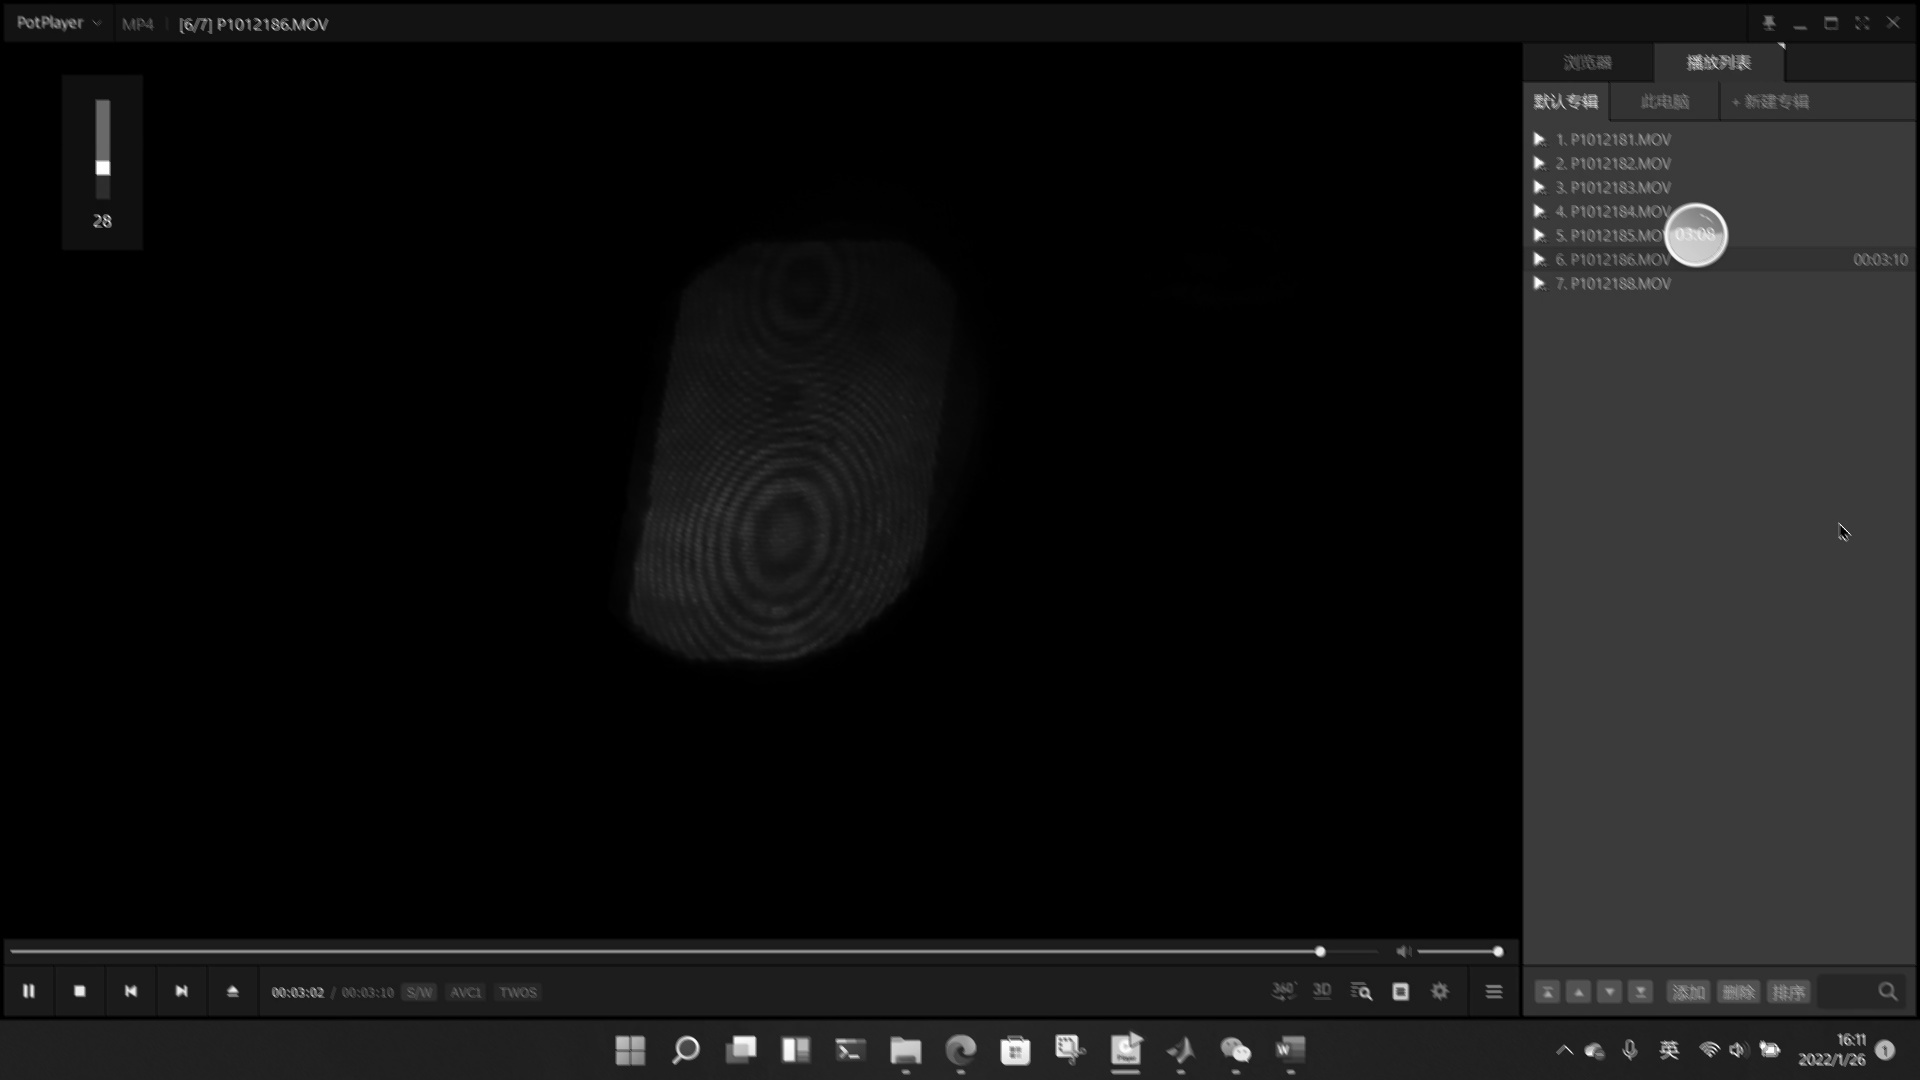 PotPlayer
MP4
[6/7] P1012186.MOV
28
浏览器
播放列表
默认专辑
此电脑
+ 新建专辑
1. P1012181.MOV
2. P1012182.MOV
3. P1012183.MOV
4. P1012184.MOV
5. P1012185.MOV
03:08
6. P1012186.MOV
00:03:10
7. P1012188.MOV
00:03:02 / 00:03:10
S/W
AVC1
TWOS
360°
3D
添加
删除
排序
英
16:11
2022/1/26
1